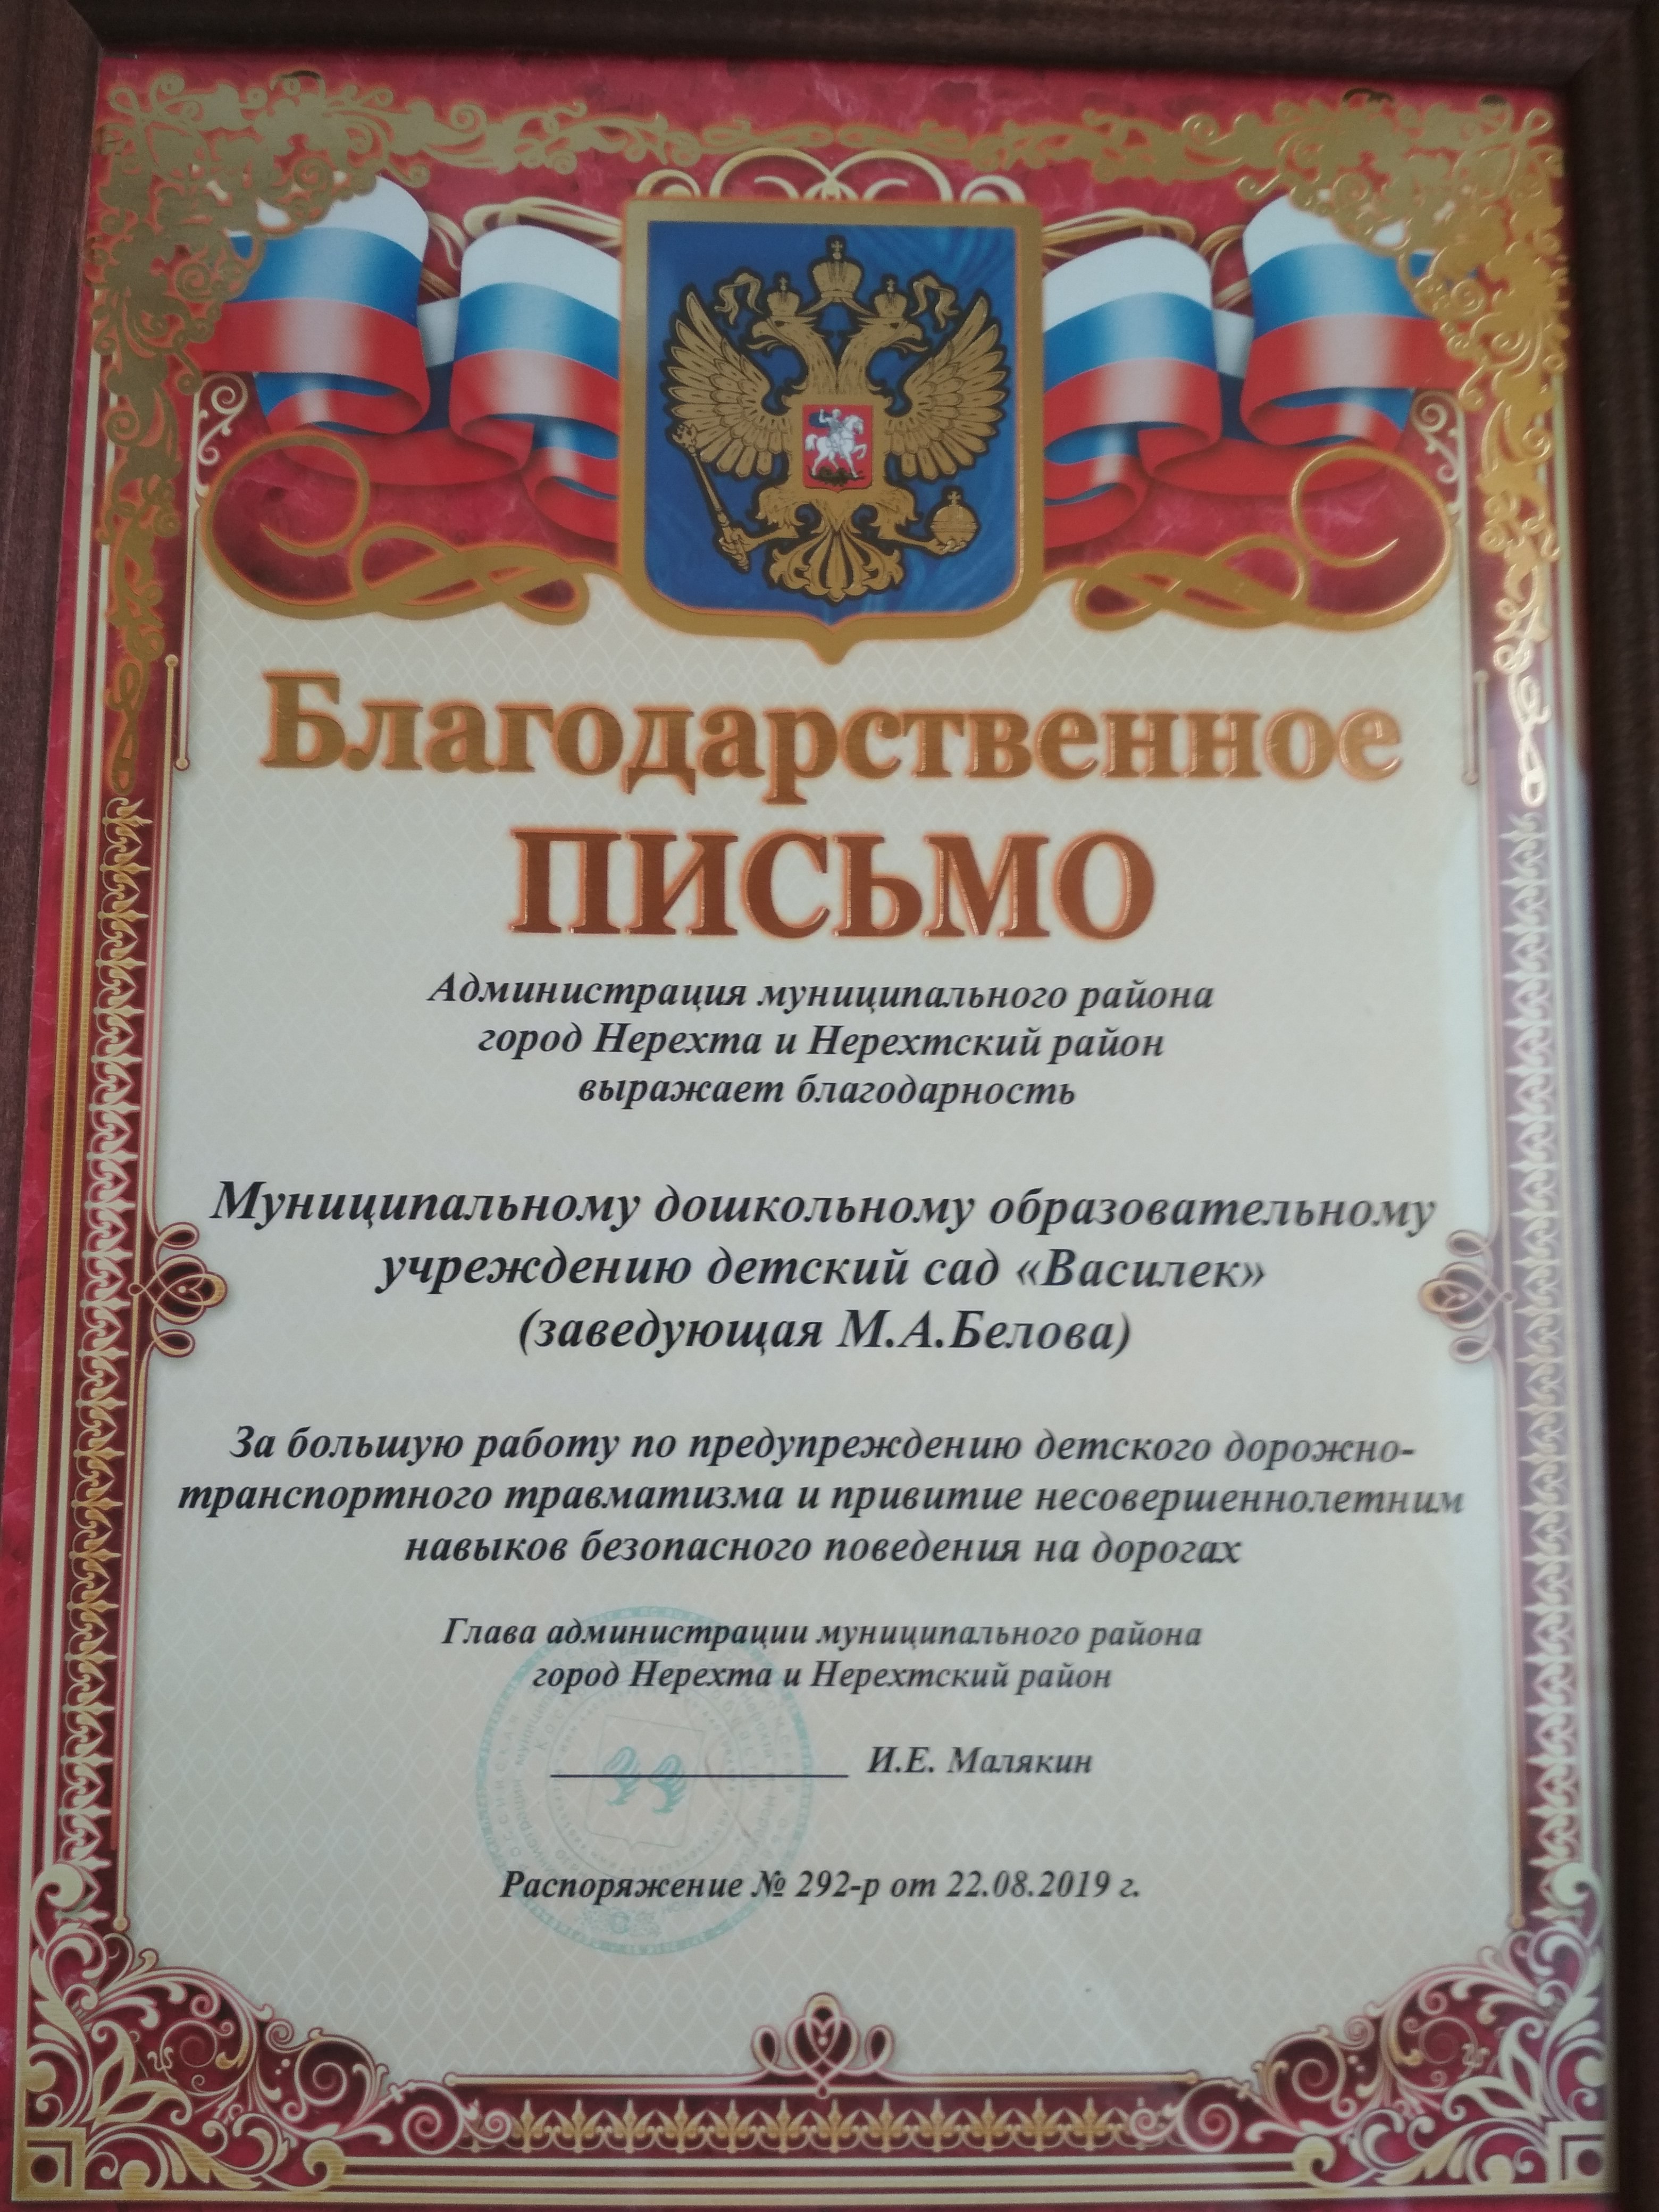 Благодарственное
ПИСЬМО
Администрация муниципального района
город Нерехта и Нерехтский район
выражает благодарность
Муниципальному дошкольному образовательному
учреждению детский сад «Василек»
(заведующая М.А.Белова)
За большую работу по предупреждению детского дорожно-
транспортного травматизма и привитие несовершеннолетним
навыков безопасного поведения на дорогах
Глава администрации муниципального района
город Нерехта и Нерехтский район
И.Е. Малякин
Распоряжение № 292-р от 22.08.2019 г.